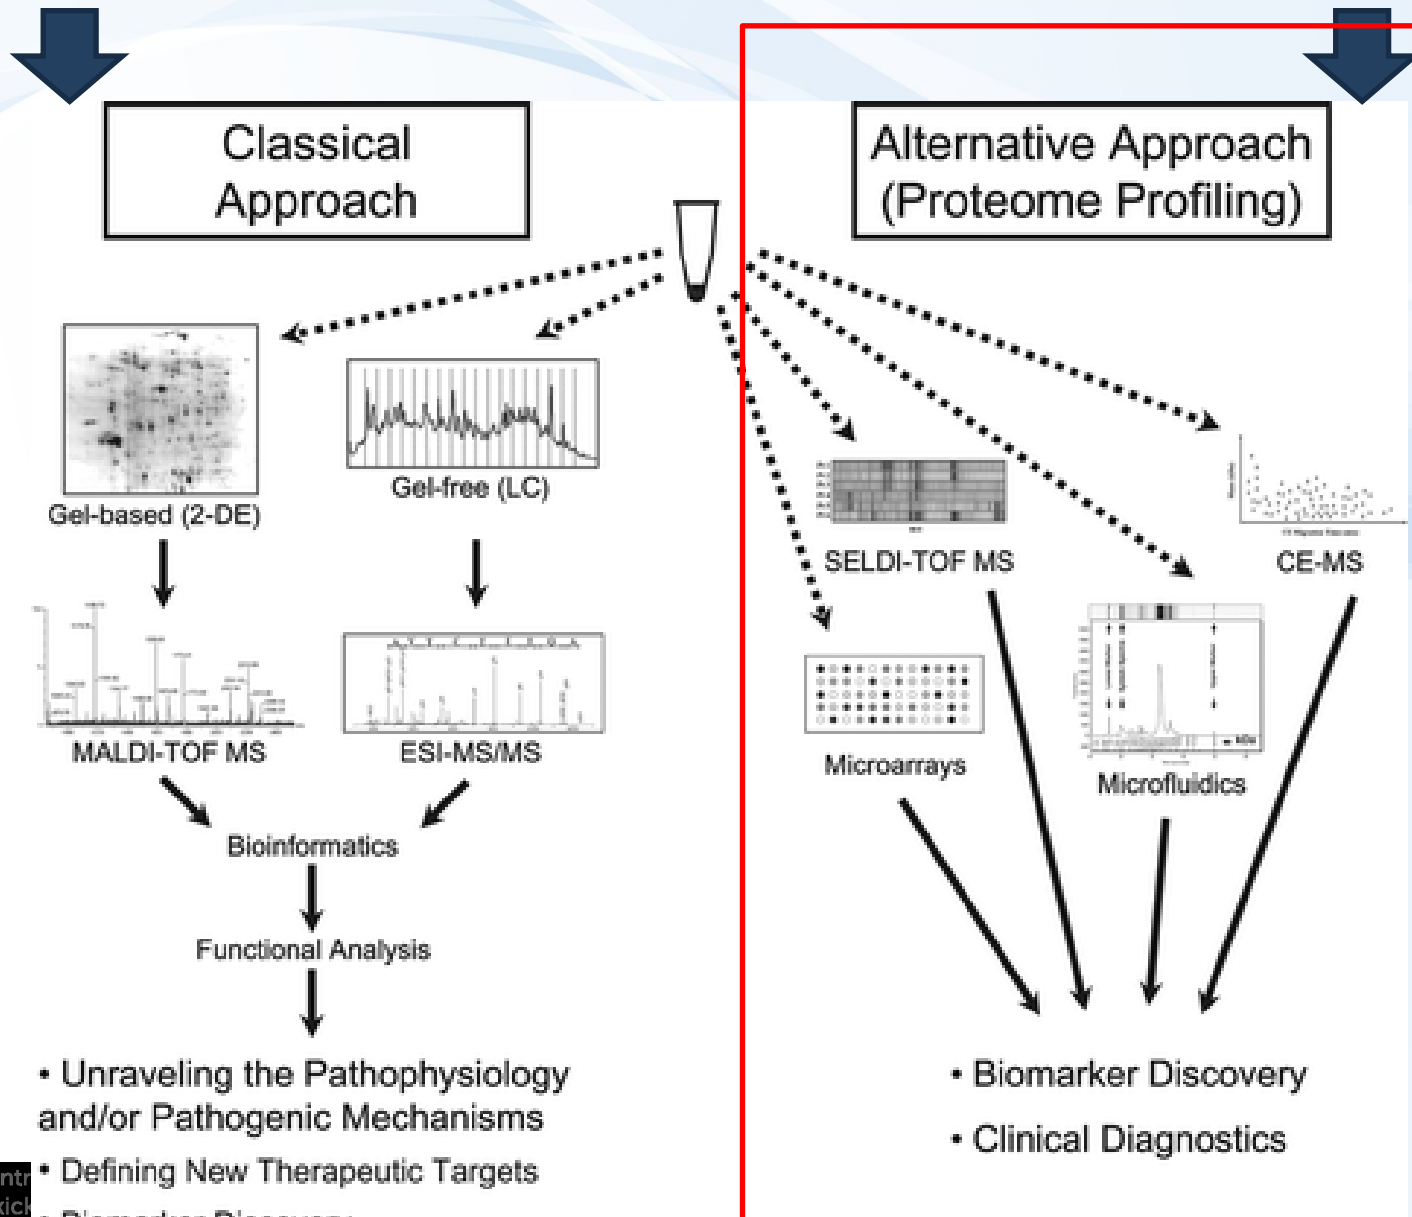 Classical
Approach
Alternative Approach
(Proteome Profiling)
Gel-based (2-DE)
Gel-free (LC)
SELDI-TOF MS
CE-MS
MALDI-TOF MS
ESI-MS/MS
Microarrays
Microfluidics
Bioinformatics
Functional Analysis
• Unraveling the Pathophysiology
and/or Pathogenic Mechanisms
• Defining New Therapeutic Targets
• Biomarker Discovery
• Biomarker Discovery
• Clinical Diagnostics